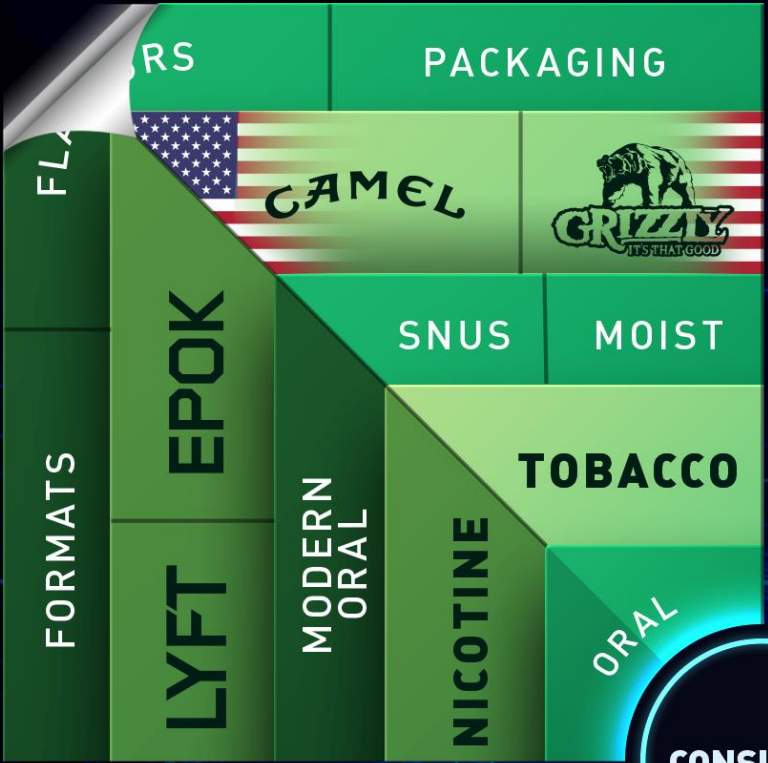 PACKAGING
CAMEL
GRIZZLY
IT'S THAT GOOD
SNUS
MOIST
TOBACCO
ORAL
NICOTINE
MODERN
ORAL
EPOK
LYFT
FORMATS